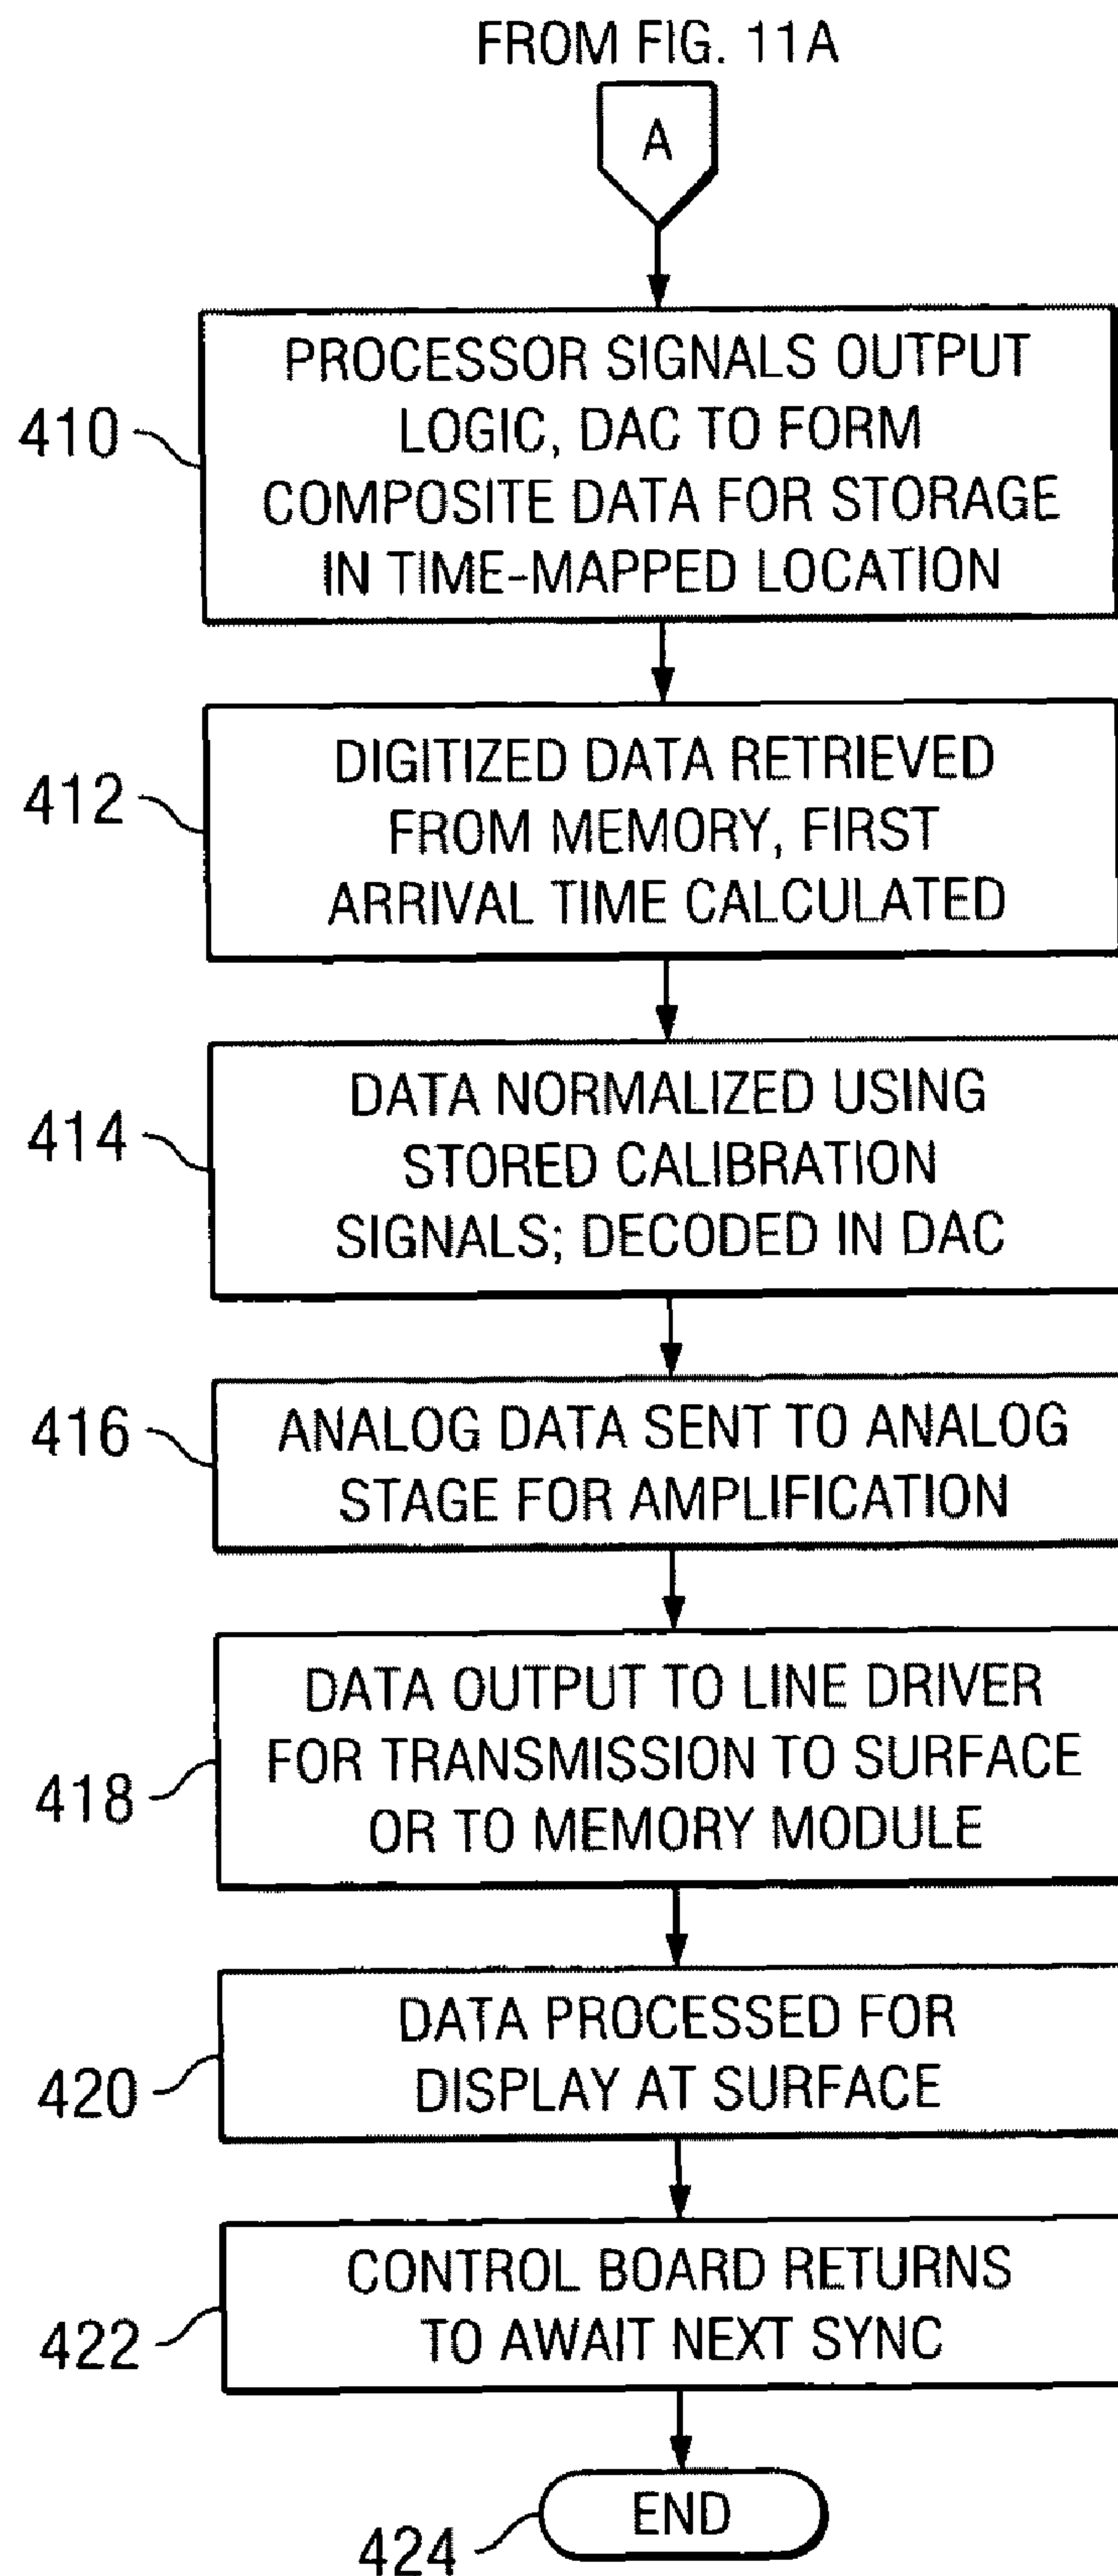 FROM FIG. 11A
A
410
PROCESSOR SIGNALS OUTPUT
LOGIC, DAC TO FORM
COMPOSITE DATA FOR STORAGE
IN TIME-MAPPED LOCATION
412
DIGITIZED DATA RETRIEVED
FROM MEMORY, FIRST
ARRIVAL TIME CALCULATED
414
DATA NORMALIZED USING
STORED CALIBRATION
SIGNALS; DECODED IN DAC
416
ANALOG DATA SENT TO ANALOG
STAGE FOR AMPLIFICATION
418
DATA OUTPUT TO LINE DRIVER
FOR TRANSMISSION TO SURFACE
OR TO MEMORY MODULE
420
DATA PROCESSED FOR
DISPLAY AT SURFACE
422
CONTROL BOARD RETURNS
TO AWAIT NEXT SYNC
424
END